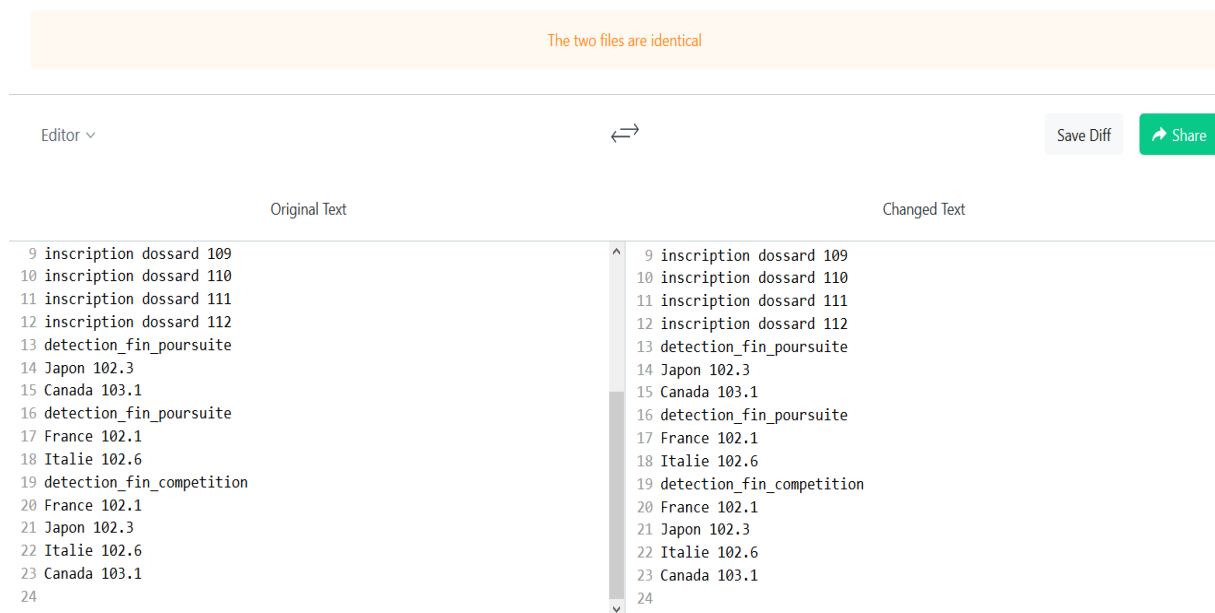 The two files are identical
Editor
Save Diff
Share
Original Text
Changed Text
9 inscription dossard 109
10 inscription dossard 110
11 inscription dossard 111
12 inscription dossard 112
13 detection_fin_poursuite
14 Japon 102.3
15 Canada 103.1
16 detection_fin_poursuite
17 France 102.1
18 Italie 102.6
19 detection_fin_competition
20 France 102.1
21 Japon 102.3
22 Italie 102.6
23 Canada 103.1
24
9 inscription dossard 109
10 inscription dossard 110
11 inscription dossard 111
12 inscription dossard 112
13 detection_fin_poursuite
14 Japon 102.3
15 Canada 103.1
16 detection_fin_poursuite
17 France 102.1
18 Italie 102.6
19 detection_fin_competition
20 France 102.1
21 Japon 102.3
22 Italie 102.6
23 Canada 103.1
24